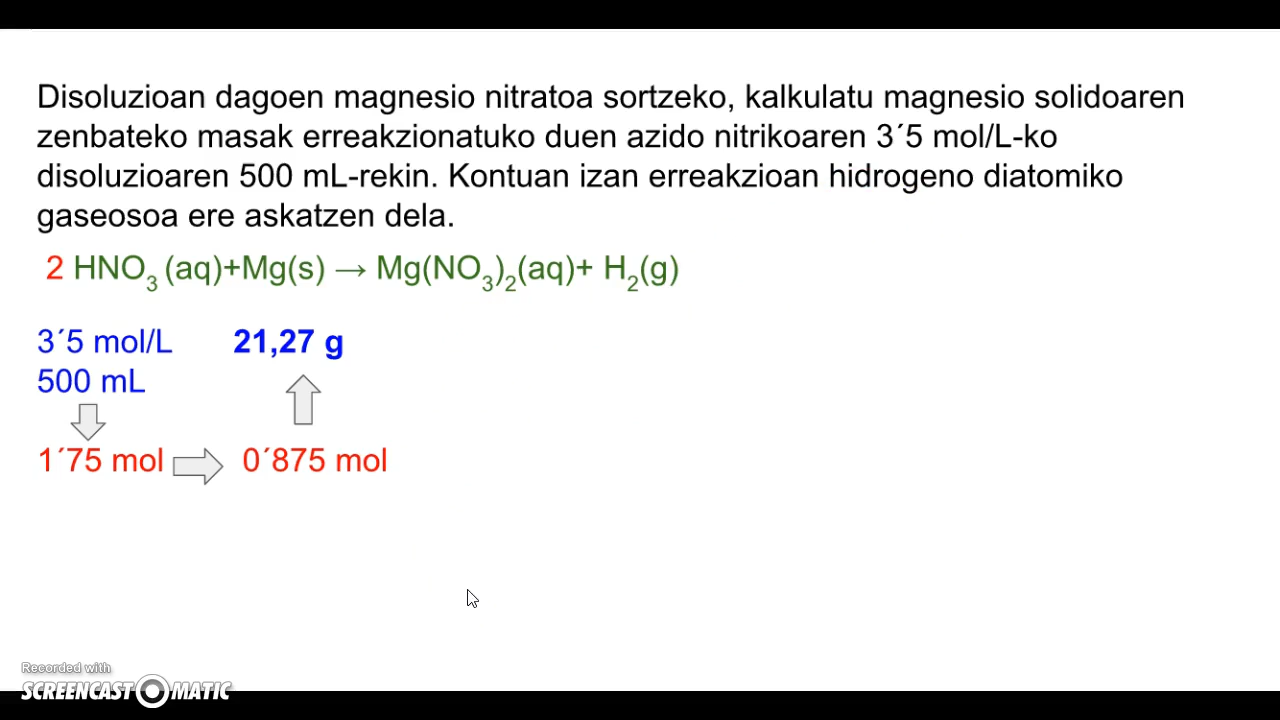 Disoluzioan dagoen magnesio nitratoa sortzeko, kalkulatu magnesio solidoaren
zenbateko masak erreakzionatuko duen azido nitrikoaren 3´5 mol/L-ko
disoluzioaren 500 mL-rekin. Kontuan izan erreakzioan hidrogeno diatomiko
gaseosoa ere askatzen dela.
2 HNO₃ (aq)+Mg(s) → Mg(NO₃)₂(aq)+ H₂(g)
3´5 mol/L 21,27 g
500 mL
1´75 mol 0´875 mol
Recorded with
SCREENCAST O MATIC